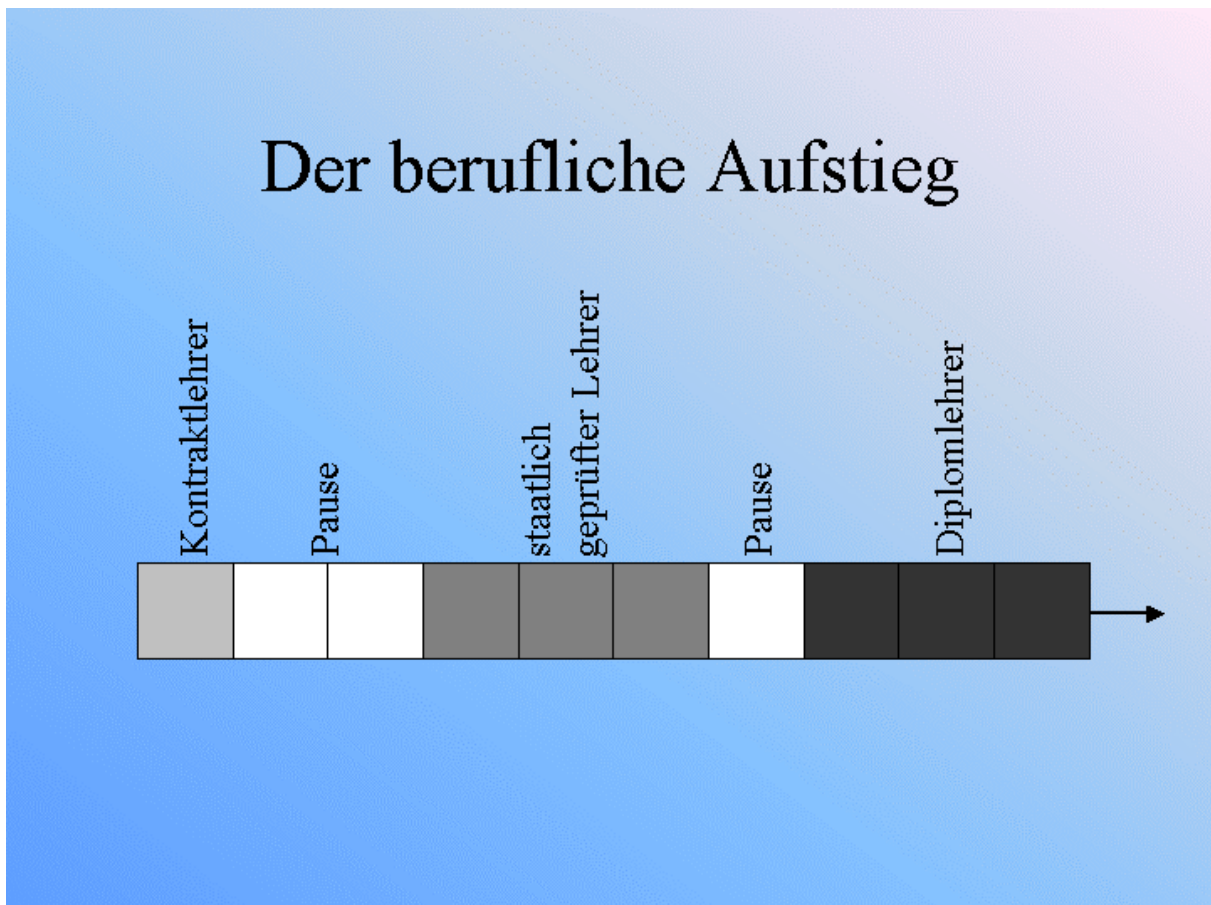 Der berufliche Aufstieg
Kontraktlehrer
Pause
staatlich
geprüfter Lehrer
Pause
Diplomlehrer